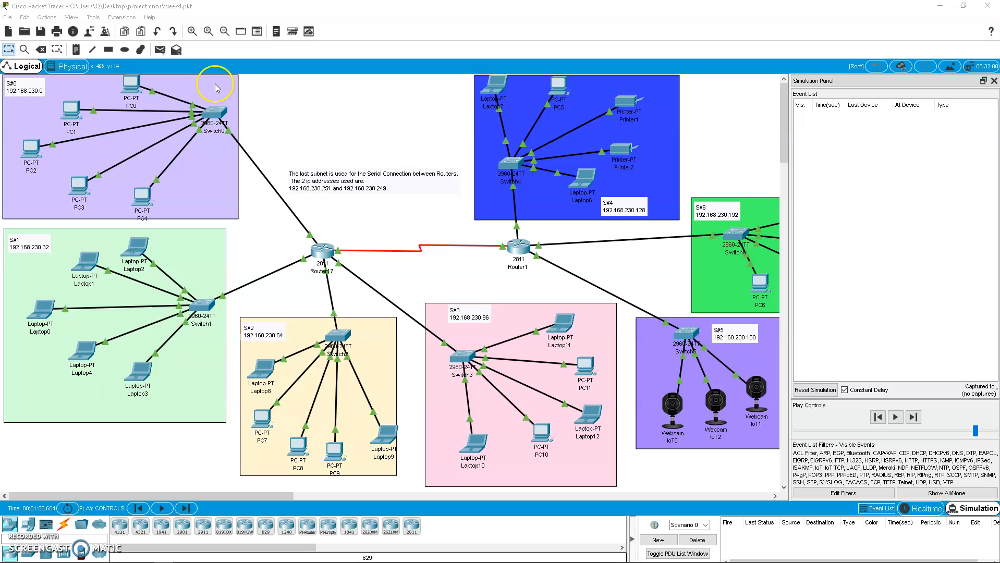 Cisco Packet Tracer - C:\Users\Q\Desktop\proiect cnos\week4.pkt
File Edit Options View Tools Extensions Help
Logical Physical x: 406, y: 14 [Root] 08:32:00
S#0
192.168.230.0
PC-PT
PC0
PC-PT
PC1
PC-PT
PC2
PC-PT
PC3
PC-PT
PC4
2960-24TT
Switch0
The last subnet is used for the Serial Connection between Routers.
The 2 ip addresses used are:
192.168.230.251 and 192.168.230.249
Laptop-PT
Laptop7
PC-PT
PC5
Printer-PT
Printer1
Printer-PT
Printer2
2960-24TT
Switch4
Laptop-PT
Laptop6
S#4
192.168.230.128
S#6
192.168.230.192
2960-24TT
Switch6
PC-PT
PC6
S#1
192.168.230.32
Laptop-PT
Laptop2
Laptop-PT
Laptop1
Laptop-PT
Laptop0
2960-24TT
Switch1
Laptop-PT
Laptop4
Laptop-PT
Laptop3
2811
Router17
2811
Router1
S#2
192.168.230.64
2960-24TT
Switch2
Laptop-PT
Laptop8
PC-PT
PC7
PC-PT
PC8
PC-PT
PC9
Laptop-PT
Laptop9
S#3
192.168.230.96
Laptop-PT
Laptop11
2960-24TT
Switch3
PC-PT
PC11
Laptop-PT
Laptop12
PC-PT
PC10
Laptop-PT
Laptop10
S#5
192.168.230.160
2960-24TT
Switch5
Webcam
IoT0
Webcam
IoT2
Webcam
IoT1
Simulation Panel
Event List
Vis. Time(sec) Last Device At Device Type
Reset Simulation Constant Delay Captured to:
(no captures)
Play Controls
Event List Filters - Visible Events
ACL Filter, ARP, BGP, Bluetooth, CAPWAP, CDP, DHCP, DHCPv6, DNS, DTP, EAPOL,
EIGRP, EIGRPv6, FTP, H.323, HSRP, HSRPv6, HTTP, HTTPS, ICMP, ICMPv6, IPSec,
ISAKMP, IoT, IoT TCP, LACP, LLDP, Meraki, NDP, NETFLOW, NTP, OSPF, OSPFv6,
PAgP, POP3, PPP, PPPoED, PTP, RADIUS, REP, RIP, RIPng, RTP, SCCP, SMTP, SNMP,
SSH, STP, SYSLOG, TACACS, TCP, TFTP, Telnet, UDP, USB, VTP
Edit Filters Show All/None
Time: 00:01:56.664 PLAY CONTROLS: Event List Realtime Simulation
4331 4321 1941 2901 2911 819IOX 819HGW 829 1240 PT-Router PT-Empty 1841 2620XM 2621XM 2811
RECORDED WITH
SCREENCAST MATIC
829
Scenario 0
New Delete
Toggle PDU List Window
Fire Last Status Source Destination Type Color Time(sec) Periodic Num Edit De